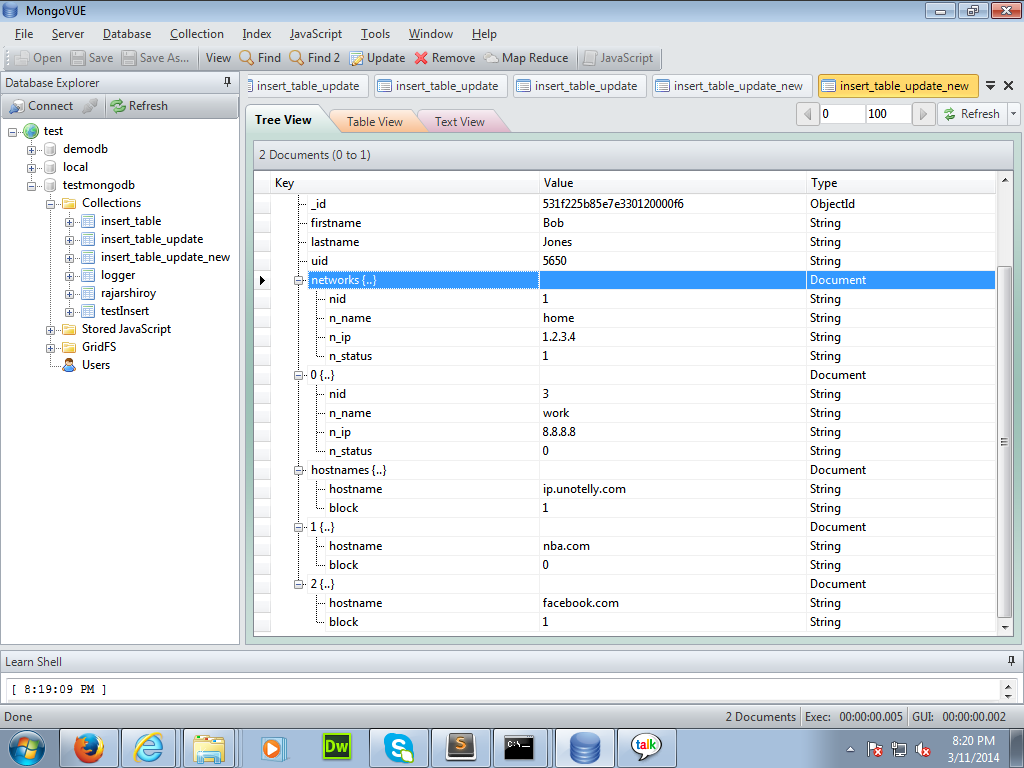 MongoVUE
File Server Database Collection Index JavaScript Tools Window Help
Open Save Save As... View Find Find 2 Update Remove Map Reduce JavaScript
Database Explorer
Connect Refresh
test
demodb
local
testmongodb
Collections
insert_table
insert_table_update
insert_table_update_new
logger
rajarshiroy
testInsert
Stored JavaScript
GridFS
Users
insert_table_update insert_table_update insert_table_update insert_table_update_new insert_table_update_new
Tree View Table View Text View 0 100 Refresh
2 Documents (0 to 1)
Key Value Type
_id 531f225b85e7e330120000f6 ObjectId
firstname Bob String
lastname Jones String
uid 5650 String
networks {..} Document
nid 1 String
n_name home String
n_ip 1.2.3.4 String
n_status 1 String
0 {..} Document
nid 3 String
n_name work String
n_ip 8.8.8.8 String
n_status 0 String
hostnames {..} Document
hostname ip.unotelly.com String
block 1 String
1 {..} Document
hostname nba.com String
block 0 String
2 {..} Document
hostname facebook.com String
block 1 String
Learn Shell
[ 8:19:09 PM ]
Done 2 Documents Exec: 00:00:00.005 GUI: 00:00:00.002
Dw S C:\_ talk
8:20 PM
3/11/2014